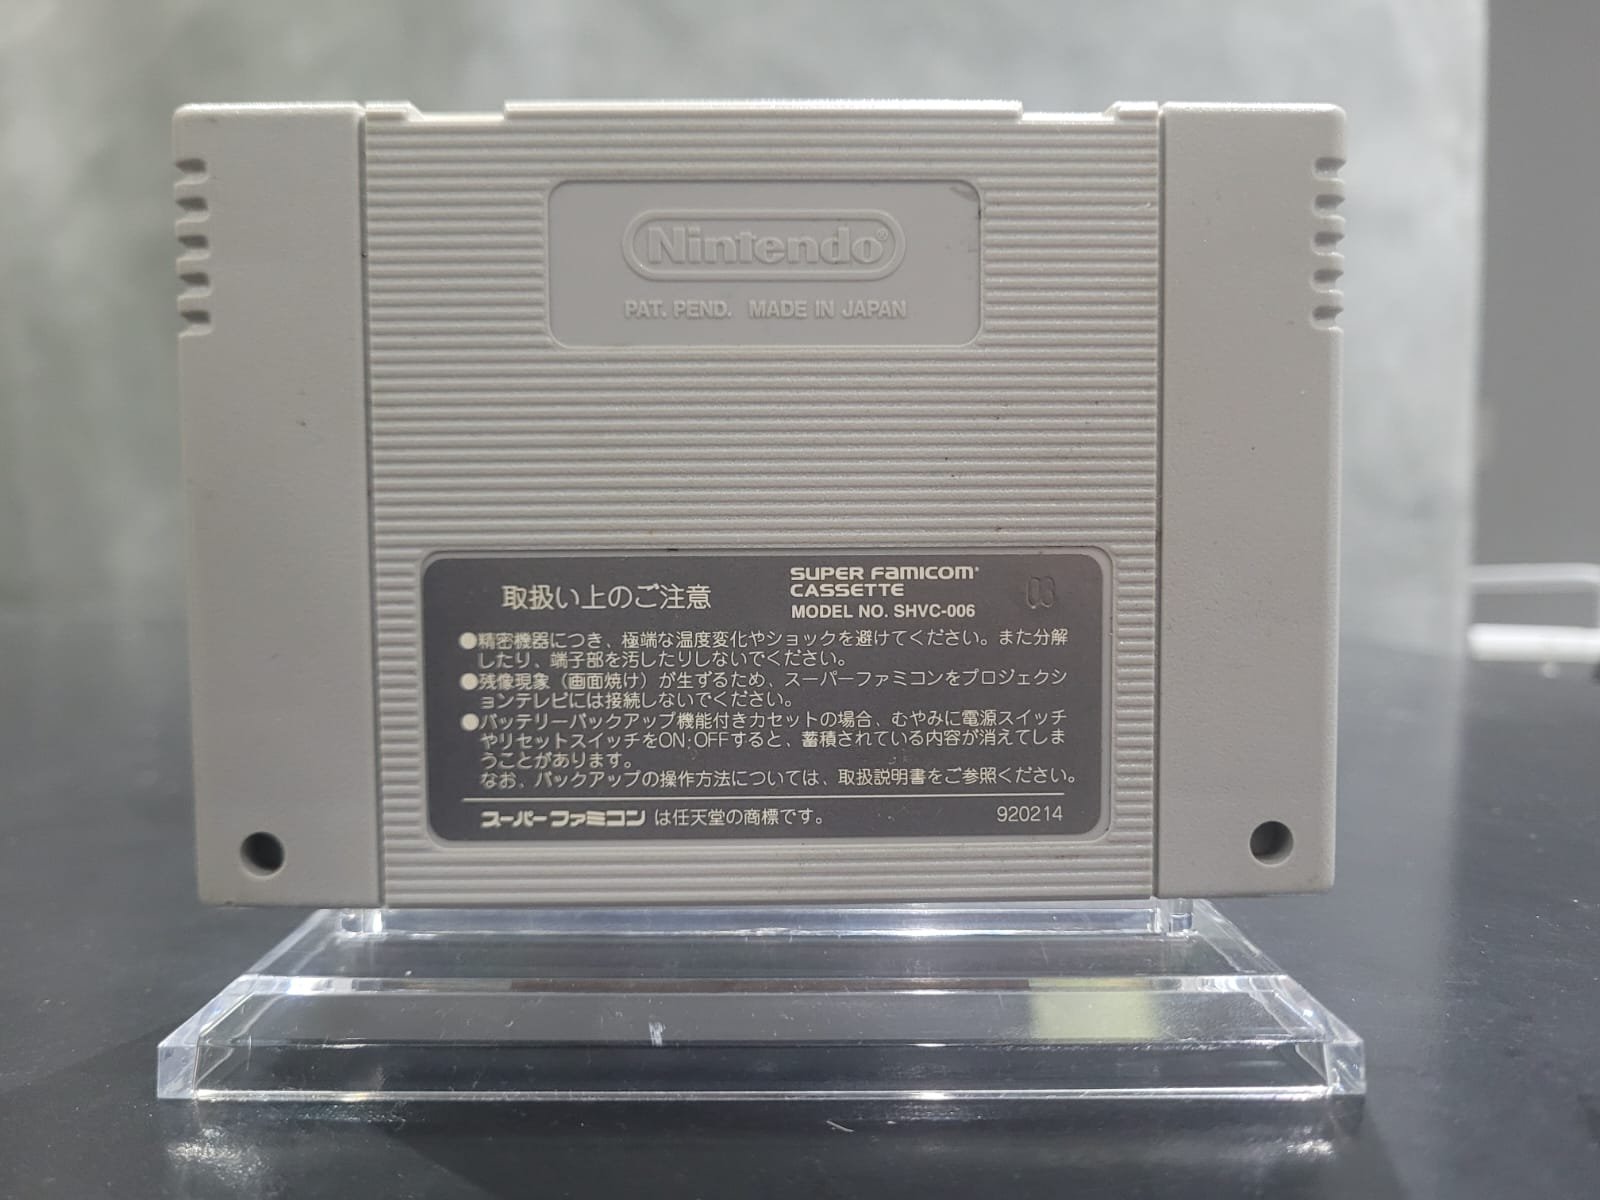 Nintendo®
PAT. PEND. MADE IN JAPAN
取扱い上のご注意
SUPER FAMICOM
CASSETTE
MODEL NO. SHVC-006
●精密機器につき、極端な温度変化やショックを避けてください。また分解
したり、端子部を汚したりしないでください。
●残像現象（画面焼け）が生ずるため、スーパーファミコンをプロジェクシ
ョンテレビには接続しないでください。
●バッテリーバックアップ機能付きカセットの場合、むやみに電源スイッチ
やリセットスイッチをON・OFFすると、蓄積されている内容が消えてしま
うことがあります。
なお、バックアップの操作方法については、取扱説明書をご参照ください。
スーパーファミコン は任天堂の商標です。 920214